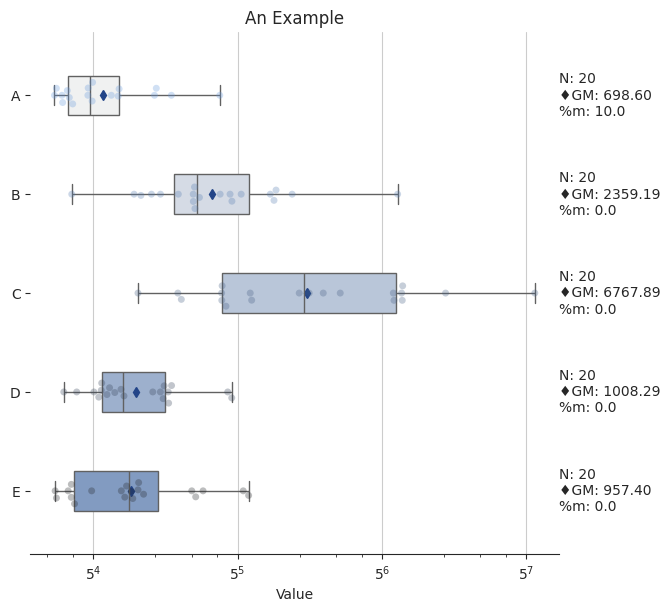 An Example
A
N: 20
♦GM: 698.60
%m: 10.0
B
N: 20
♦GM: 2359.19
%m: 0.0
C
N: 20
♦GM: 6767.89
%m: 0.0
D
N: 20
♦GM: 1008.29
%m: 0.0
E
N: 20
♦GM: 957.40
%m: 0.0
5⁴ 5⁵ 5⁶ 5⁷
Value